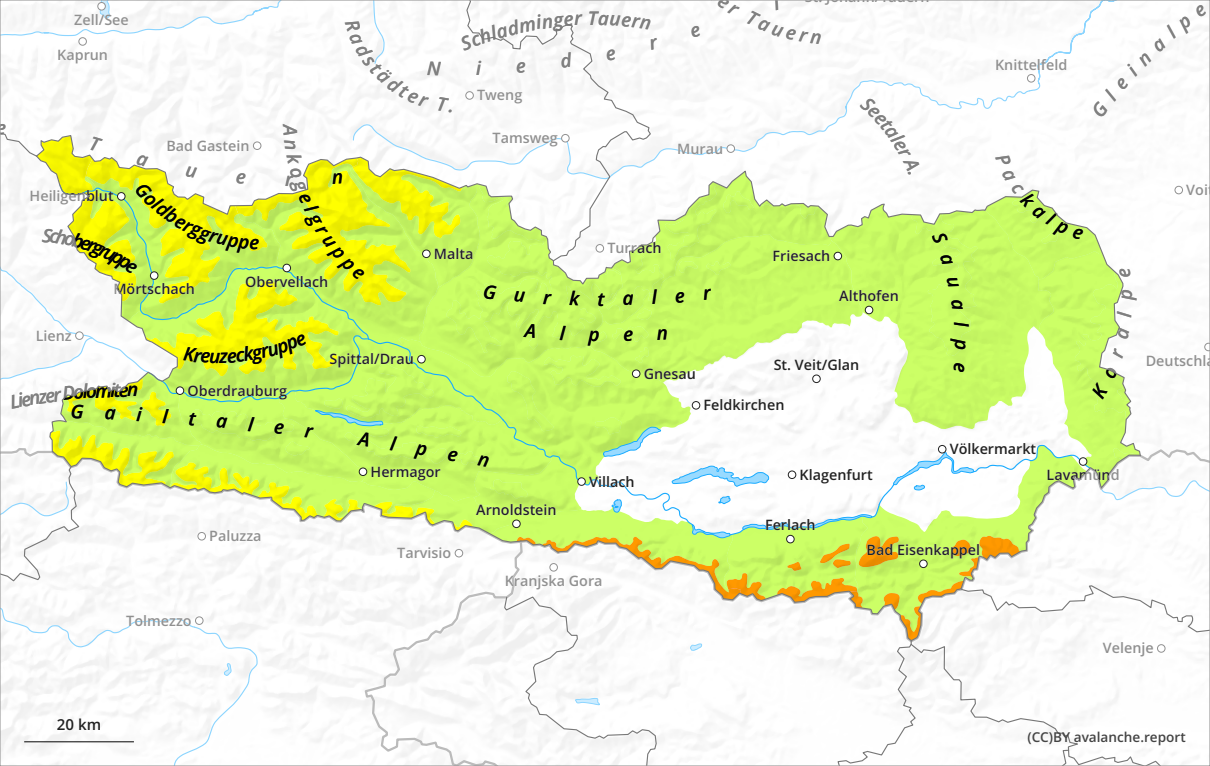 Zell/See
Kaprun
Radstädter T.
Schladminger Tauern
er Tauern
N i e d e r e
Tweng
Tamsweg
Murau
Knittelfeld
Gleinalpe
Seetaler A.
Packalpe
Tauern
Bad Gastein
Ankogelgruppe
Heiligenblut
Goldberggruppe
Schobergruppe
Mörtschach
Obervellach
Malta
Turrach
Friesach
Saualpe
Koralpe
Gurktaler
Alpen
Althofen
Lienz
Kreuzeckgruppe
Spittal/Drau
Gnesau
St. Veit/Glan
Deutschla
Lienzer Dolomiten
Oberdrauburg
Feldkirchen
Gailtaler Alpen
Hermagor
Villach
Klagenfurt
Völkermarkt
Lavamünd
Arnoldstein
Ferlach
Bad Eisenkappel
Paluzza
Tarvisio
Kranjska Gora
Tolmezzo
Velenje
20 km
(CC)BY avalanche.report